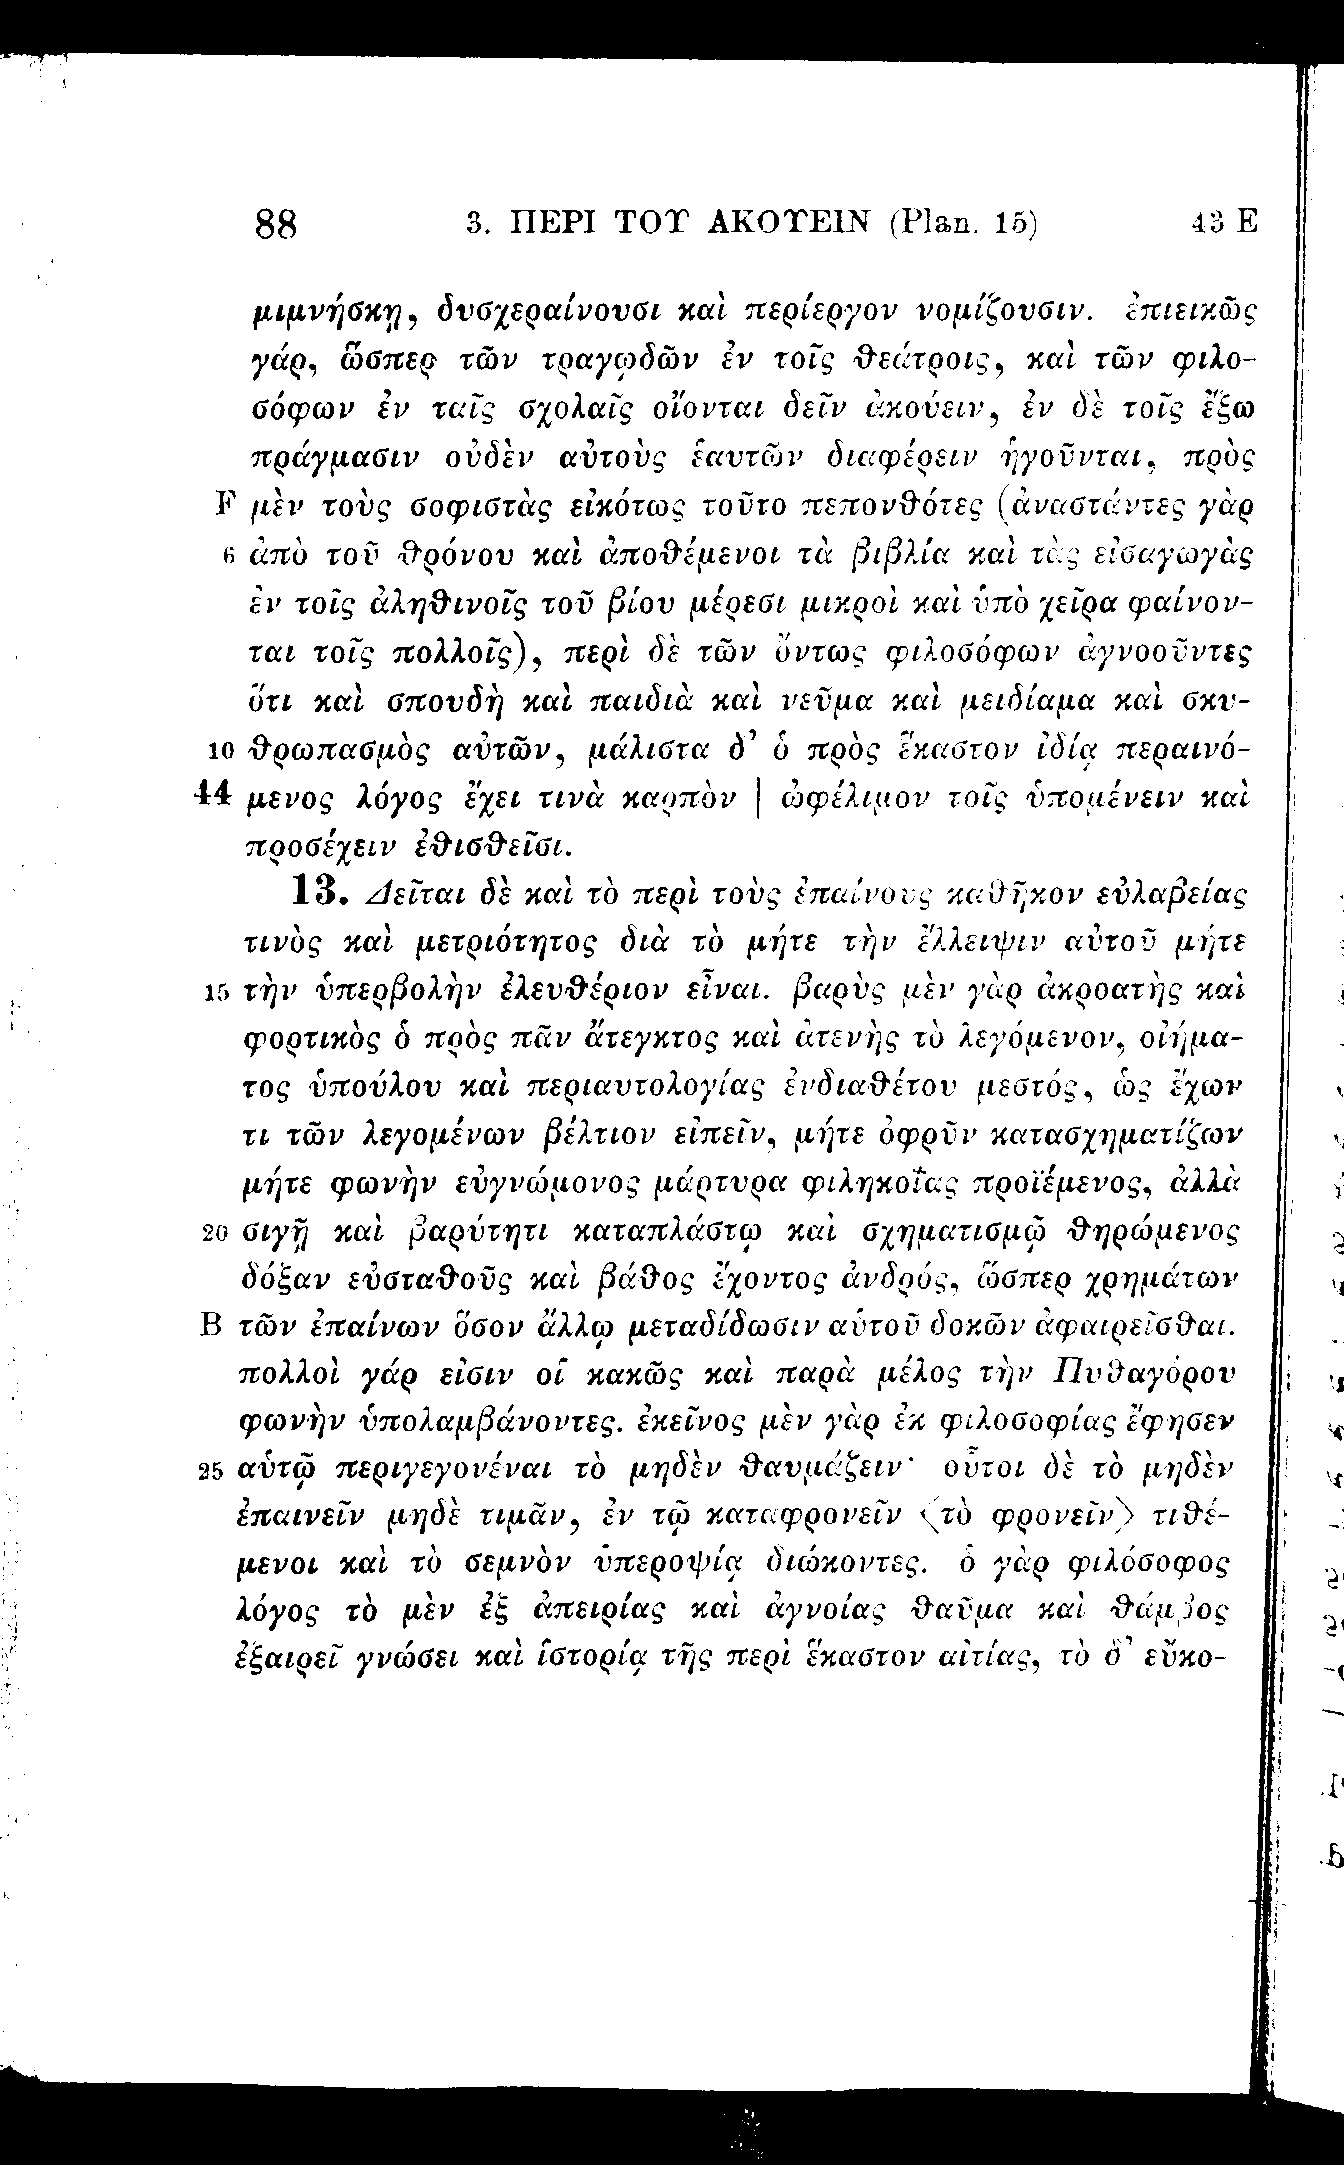 88 3. ΠΕΡΙ ΤΟΥ ΑΚΟΥΕΙΝ (Plan. 15) 43 E
μιμνήσκῃ, δυσχεραίνουσι καὶ περίεργον νομίζουσιν. ἐπιεικῶς
γάρ, ὥσπερ τῶν τραγῳδῶν ἐν τοῖς θεάτροις, καὶ τῶν φιλο-
σόφων ἐν ταῖς σχολαῖς οἴονται δεῖν ἀκούειν, ἐν δὲ τοῖς ἔξω
πράγμασιν οὐδὲν αὐτοὺς ἑαυτῶν διαφέρειν ἡγοῦνται, πρὸς
F μὲν τοὺς σοφιστὰς εἰκότως τοῦτο πεπονθότες (ἀναστάντες γὰρ
6 ἀπὸ τοῦ θρόνου καὶ ἀποθέμενοι τὰ βιβλία καὶ τὰς εἰσαγωγὰς
ἐν τοῖς ἀληθινοῖς τοῦ βίου μέρεσι μικροὶ καὶ ὑπὸ χεῖρα φαίνον-
ται τοῖς πολλοῖς), περὶ δὲ τῶν ὄντως φιλοσόφων ἀγνοοῦντες
ὅτι καὶ σπουδὴ καὶ παιδιὰ καὶ νεῦμα καὶ μειδίαμα καὶ σκυ-
10 θρωπασμὸς αὐτῶν, μάλιστα δ’ ὁ πρὸς ἕκαστον ἰδίᾳ περαινό-
44 μενος λόγος ἔχει τινὰ καρπὸν | ὠφέλιμον τοῖς ὑπομένειν καὶ
προσέχειν ἐθισθεῖσι.
13. Δεῖται δὲ καὶ τὸ περὶ τοὺς ἐπαίνους καθῆκον εὐλαβείας
τινὸς καὶ μετριότητος διὰ τὸ μήτε τὴν ἔλλειψιν αὐτοῦ μήτε
15 τὴν ὑπερβολὴν ἐλευθέριον εἶναι. βαρὺς μὲν γὰρ ἀκροατὴς καὶ
φορτικὸς ὁ πρὸς πᾶν ἄτεγκτος καὶ ἀτενὴς τὸ λεγόμενον, οἰήμα-
τος ὑπούλου καὶ περιαυτολογίας ἐνδιαθέτου μεστός, ὡς ἔχων
τι τῶν λεγομένων βέλτιον εἰπεῖν, μήτε ὀφρῦν κατασχηματίζων
μήτε φωνὴν εὐγνώμονος μάρτυρα φιληκοΐας προϊέμενος, ἀλλὰ
20 σιγῇ καὶ βαρύτητι καταπλάστῳ καὶ σχηματισμῷ θηρώμενος
δόξαν εὐσταθοῦς καὶ βάθος ἔχοντος ἀνδρός, ὥσπερ χρημάτων
B τῶν ἐπαίνων ὅσον ἄλλῳ μεταδίδωσιν αὑτοῦ δοκῶν ἀφαιρεῖσθαι.
πολλοὶ γάρ εἰσιν οἱ κακῶς καὶ παρὰ μέλος τὴν Πυθαγόρου
φωνὴν ὑπολαμβάνοντες. ἐκεῖνος μὲν γὰρ ἐκ φιλοσοφίας ἔφησεν
25 αὑτῷ περιγεγονέναι τὸ μηδὲν θαυμάζειν· οὗτοι δὲ τὸ μηδὲν
ἐπαινεῖν μηδὲ τιμᾶν, ἐν τῷ καταφρονεῖν ⟨τὸ φρονεῖν⟩ τιθέ-
μενοι καὶ τὸ σεμνὸν ὑπεροψίᾳ διώκοντες. ὁ γὰρ φιλόσοφος
λόγος τὸ μὲν ἐξ ἀπειρίας καὶ ἀγνοίας θαῦμα καὶ θάμβος
ἐξαιρεῖ γνώσει καὶ ἱστορίᾳ τῆς περὶ ἕκαστον αἰτίας, τὸ δ’ εὔκο-